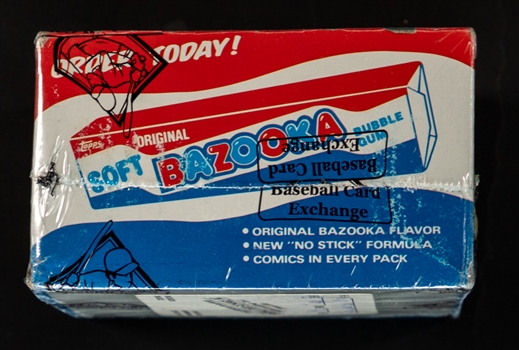 ORDER TODAY!
Topps ORIGINAL
SOFT BAZOOKA BUBBLE GUM
Baseball Card
Exchange
Baseball Card
Exchange
• ORIGINAL BAZOOKA FLAVOR
• NEW "NO STICK" FORMULA
• COMICS IN EVERY PACK